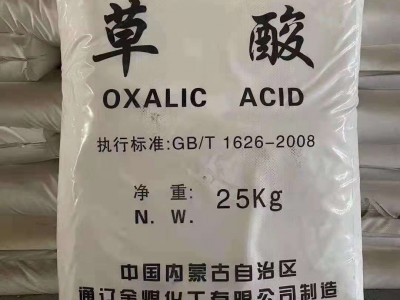 草 酸
OXALIC ACID
执行标准:GB/T 1626-2008
净 重: 25Kg
N. W.
中国内蒙古自治区
通辽金煤化工有限公司制造